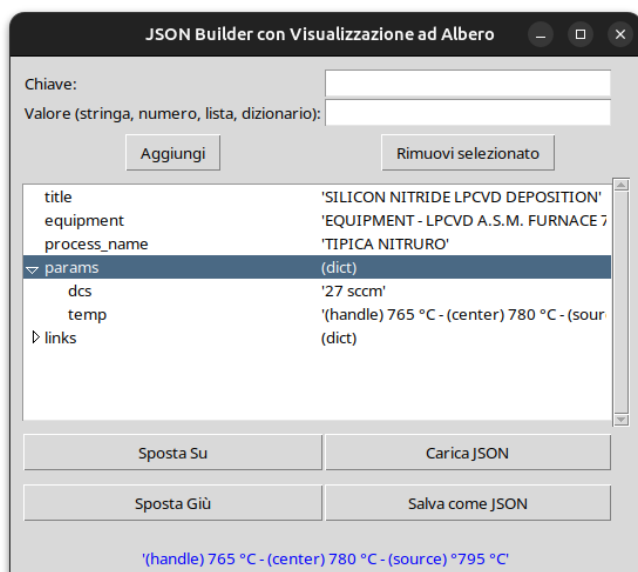 JSON Builder con Visualizzazione ad Albero
Chiave:
Valore (stringa, numero, lista, dizionario):
Aggiungi Rimuovi selezionato
title 'SILICON NITRIDE LPCVD DEPOSITION'
equipment 'EQUIPMENT - LPCVD A.S.M. FURNACE 7
process_name 'TIPICA NITRURO'
params (dict)
dcs '27 sccm'
temp '(handle) 765 °C - (center) 780 °C - (sour
links (dict)
Sposta Su Carica JSON
Sposta Giù Salva come JSON
'(handle) 765 °C - (center) 780 °C - (source) °795 °C'